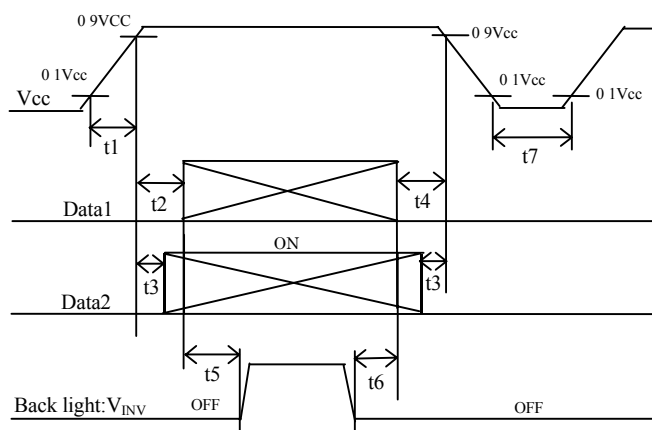 0 9VCC
0 9Vcc
0 1Vcc
0 1Vcc
0 1Vcc
Vcc
t1
t7
t2
t4
Data1
ON
t3
t3
Data2
t5
t6
Back light:VINV
OFF
OFF